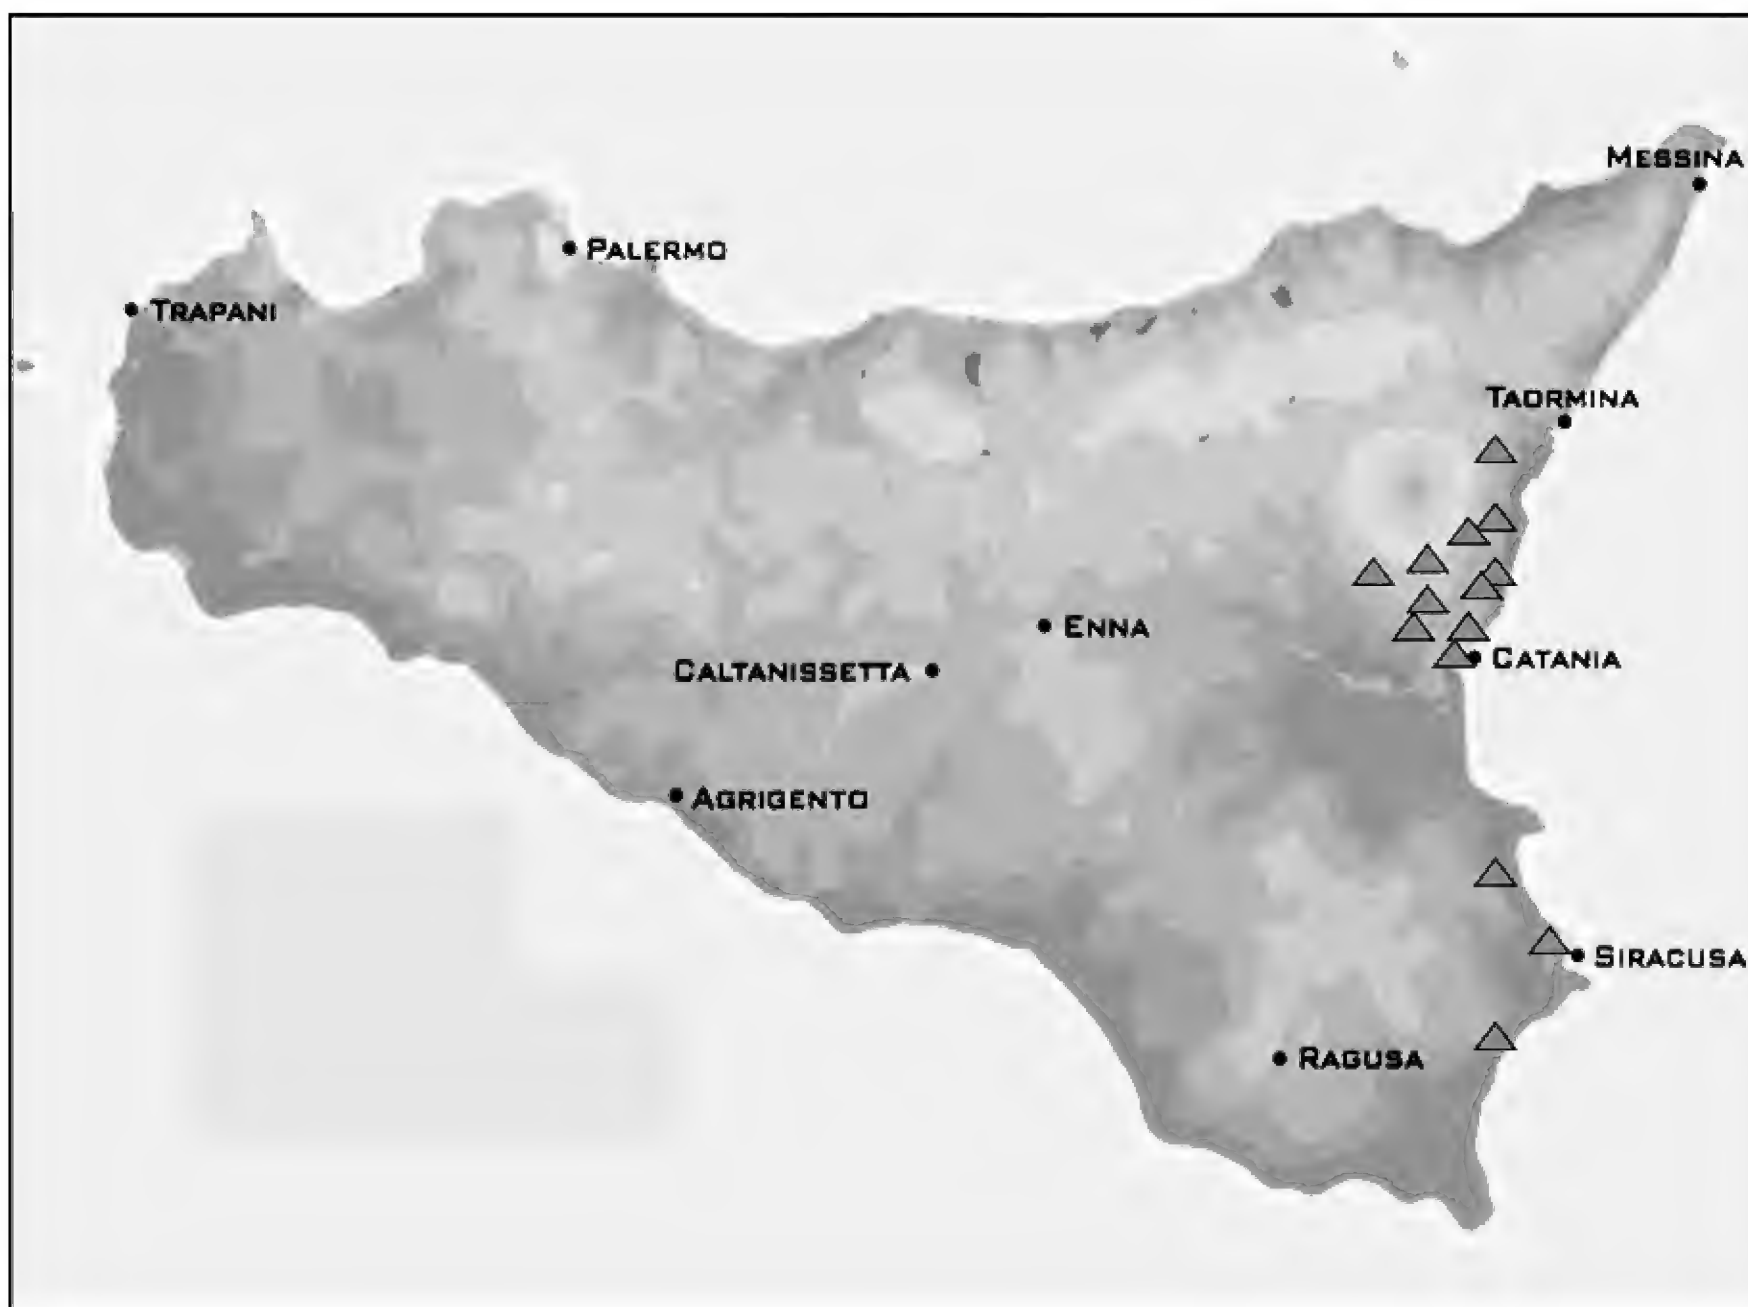 MESSINA
PALERMO
TRAPANI
TAORMINA
ENNA
CATANIA
CALTANISSETTA
AGRIGENTO
SIRACUSA
RAGUSA